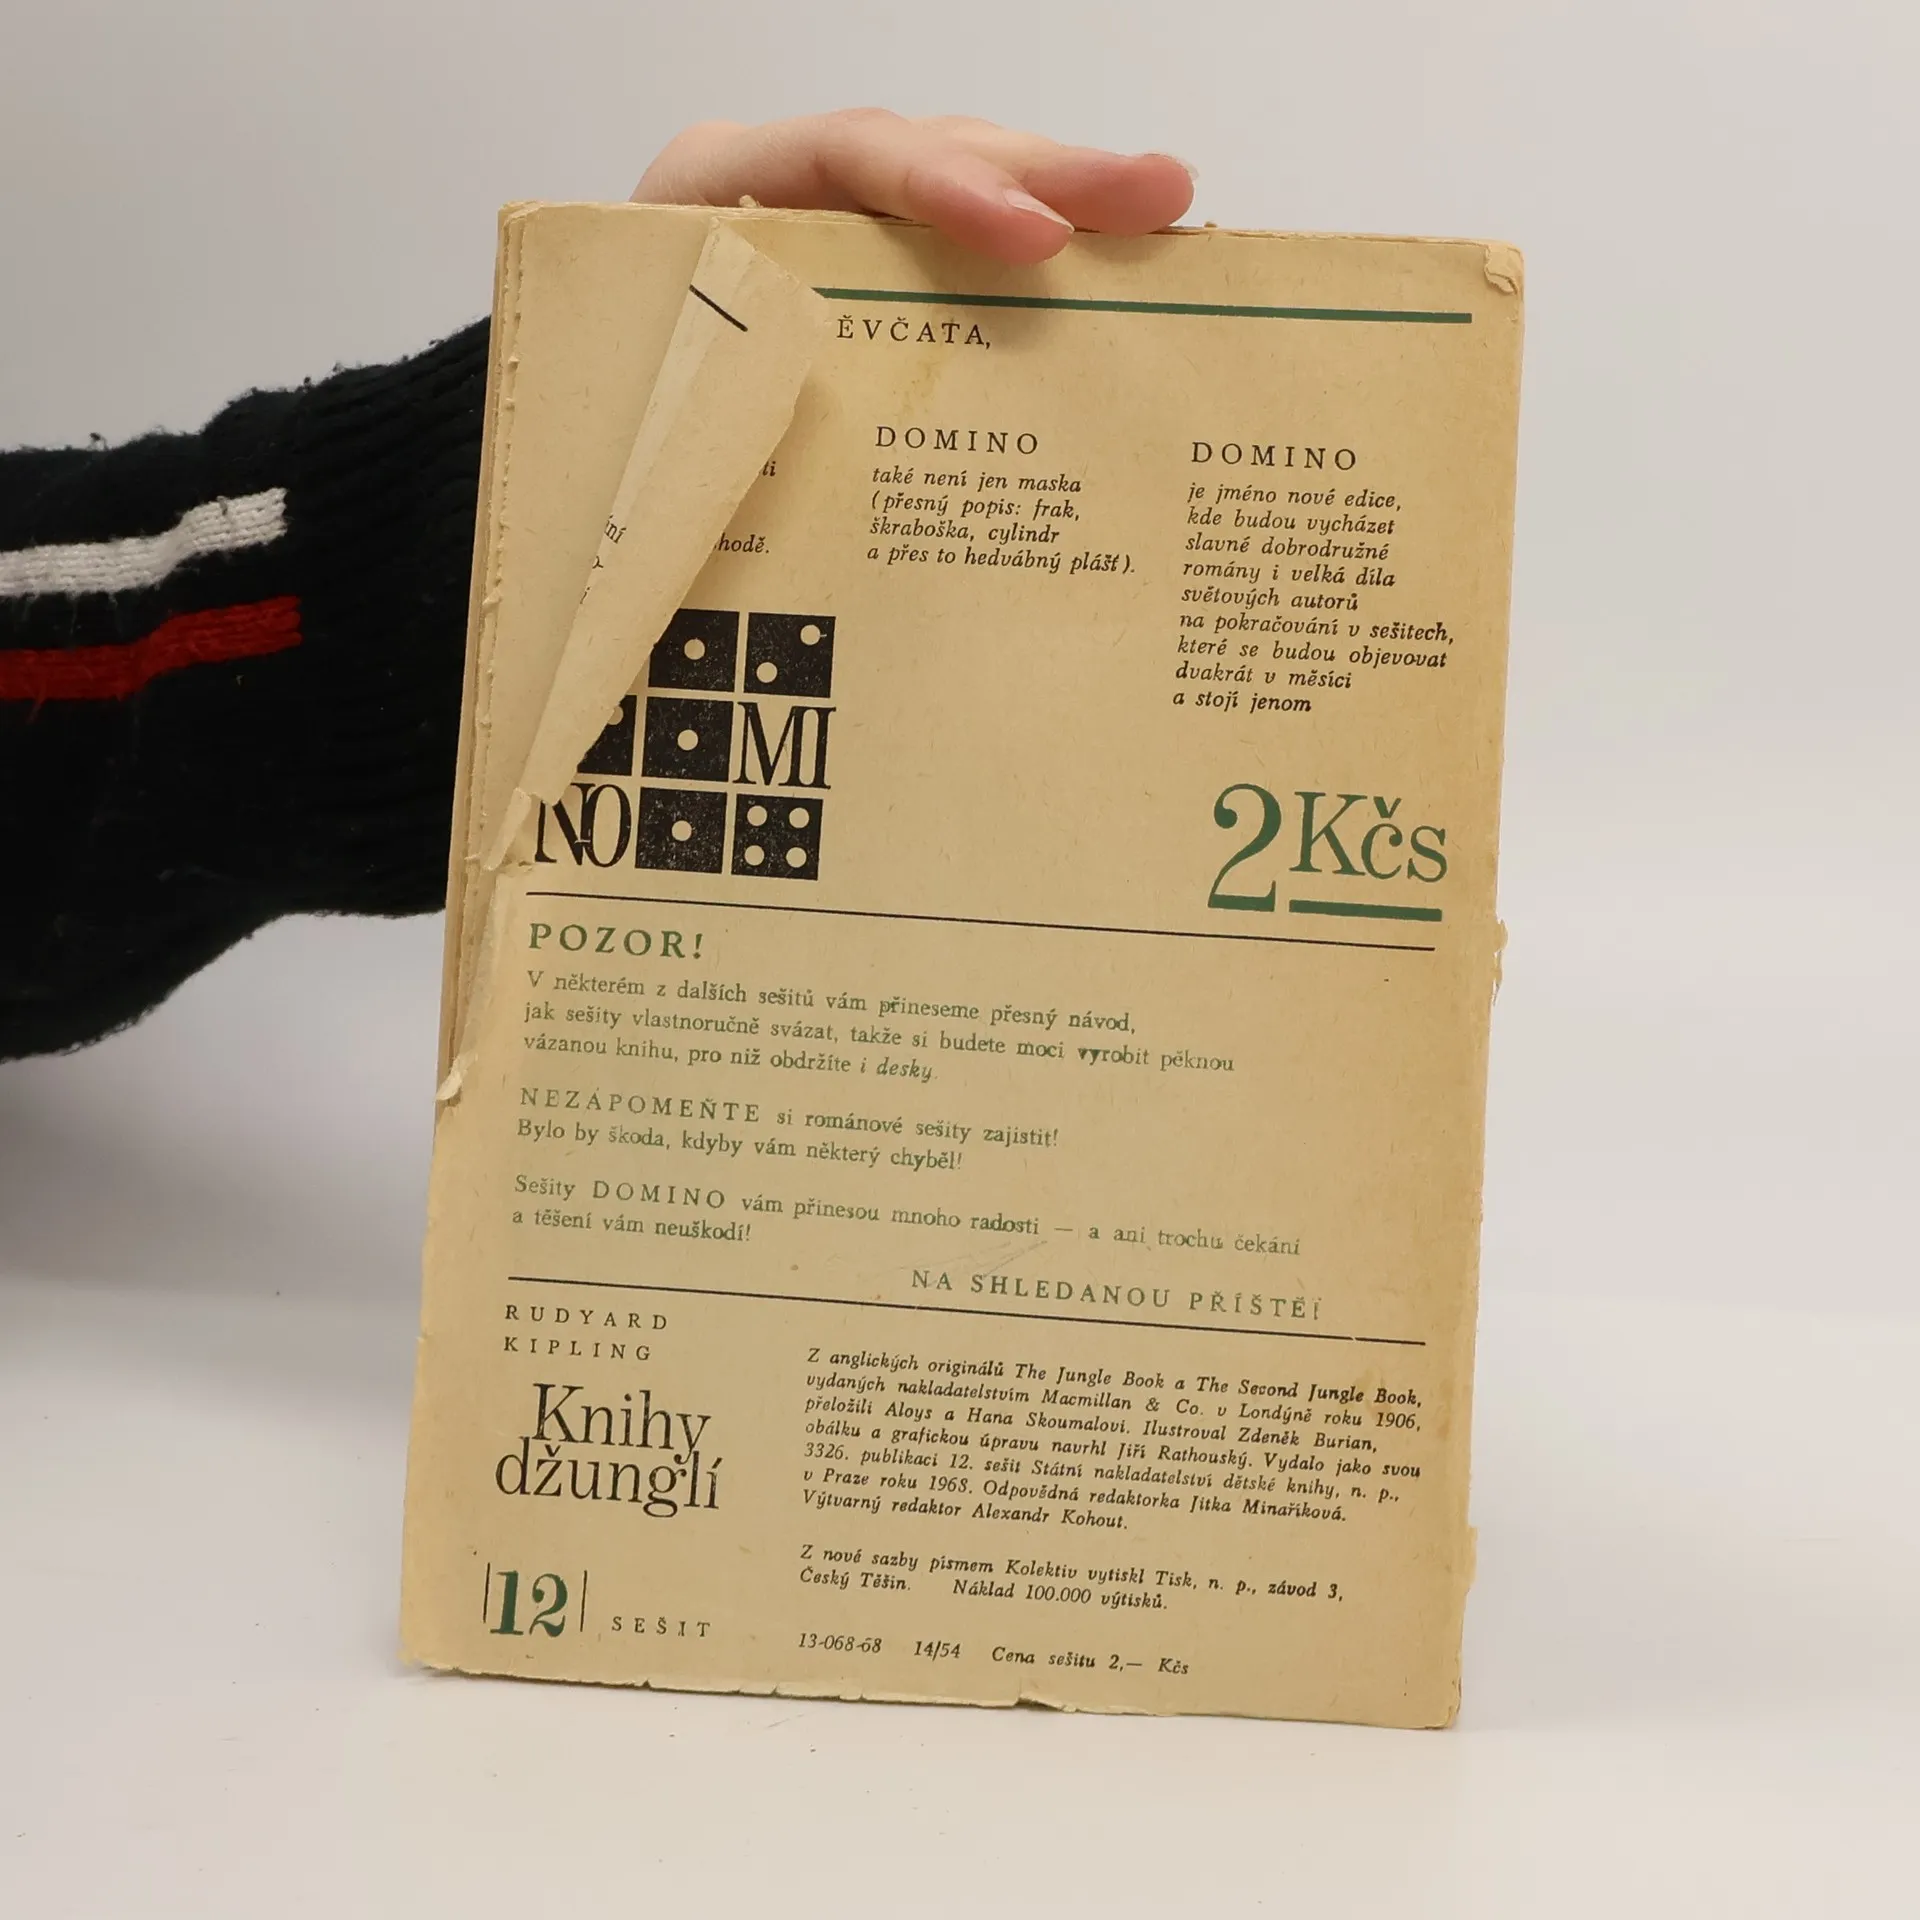 ĚVČATA,
DOMINO
také není jen maska
(přesný popis: frak,
škraboška, cylindr
a přes to hedvábný plášť).
DOMINO
je jméno nové edice,
kde budou vycházet
slavné dobrodružné
romány i velká díla
světových autorů
na pokračování v sešitech,
které se budou objevovat
dvakrát v měsíci
a stojí jenom
2 Kčs
MI
NO
POZOR!
V některém z dalších sešitů vám přineseme přesný návod,
jak sešity vlastnoručně svázat, takže si budete moci vyrobit pěknou
vázanou knihu, pro niž obdržíte i desky.
NEZAPOMEŇTE si románové sešity zajistit!
Bylo by škoda, kdyby vám některý chyběl!
Sešity DOMINO vám přinesou mnoho radosti — a ani trochu čekání
a těšení vám neuškodí!
NA SHLEDANOU PŘÍŠTĚ!
RUDYARD
KIPLING
Knihy
džunglí
12 SEŠIT
Z anglických originálů The Jungle Book a The Second Jungle Book,
vydaných nakladatelstvím Macmillan & Co. v Londýně roku 1906,
přeložili Aloys a Hana Skoumalovi. Ilustroval Zdeněk Burian,
obálku a grafickou úpravu navrhl Jiří Rathouský. Vydalo jako svou
3326. publikaci 12. sešit Státní nakladatelství dětské knihy, n. p.,
v Praze roku 1968. Odpovědná redaktorka Jitka Minaříková.
Výtvarný redaktor Alexandr Kohout.
Z nové sazby písmem Kolektiv vytiskl Tisk, n. p., závod 3,
Český Těšín. Náklad 100.000 výtisků.
13-068-68 14/54 Cena sešitu 2,— Kčs